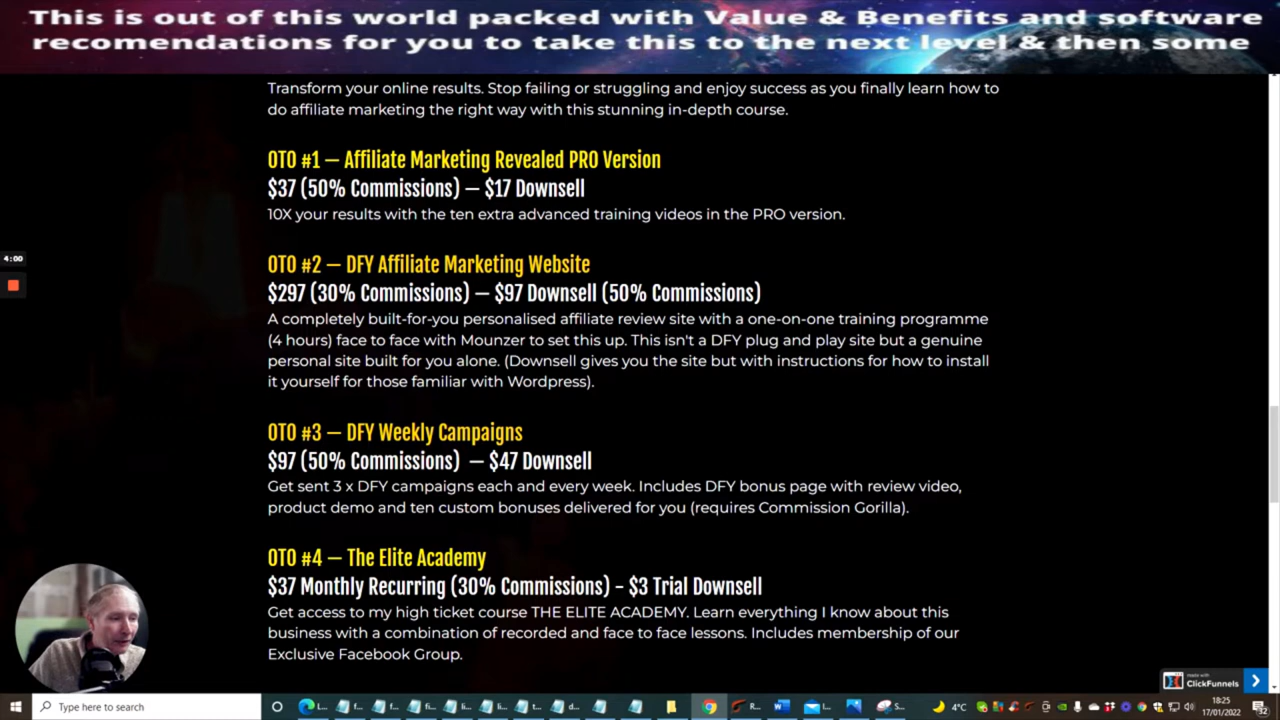 This is out of this world packed with Value & Benefits and software
recomendations for you to take this to the next level & then some
Transform your online results. Stop failing or struggling and enjoy success as you finally learn how to
do affiliate marketing the right way with this stunning in-depth course.
OTO #1 — Affiliate Marketing Revealed PRO Version
$37 (50% Commissions) — $17 Downsell
10X your results with the ten extra advanced training videos in the PRO version.
4:00
OTO #2 — DFY Affiliate Marketing Website
$297 (30% Commissions) — $97 Downsell (50% Commissions)
A completely built-for-you personalised affiliate review site with a one-on-one training programme
(4 hours) face to face with Mounzer to set this up. This isn't a DFY plug and play site but a genuine
personal site built for you alone. (Downsell gives you the site but with instructions for how to install
it yourself for those familiar with Wordpress).
OTO #3 — DFY Weekly Campaigns
$97 (50% Commissions) — $47 Downsell
Get sent 3 x DFY campaigns each and every week. Includes DFY bonus page with review video,
product demo and ten custom bonuses delivered for you (requires Commission Gorilla).
OTO #4 — The Elite Academy
$37 Monthly Recurring (30% Commissions) - $3 Trial Downsell
Get access to my high ticket course THE ELITE ACADEMY. Learn everything I know about this
business with a combination of recorded and face to face lessons. Includes membership of our
Exclusive Facebook Group.
made with
ClickFunnels
Type here to search
L...
f...
f...
fi...
li...
li...
t...
d...
R...
W...
I...
S...
4°C
18:25
17/01/2022
32